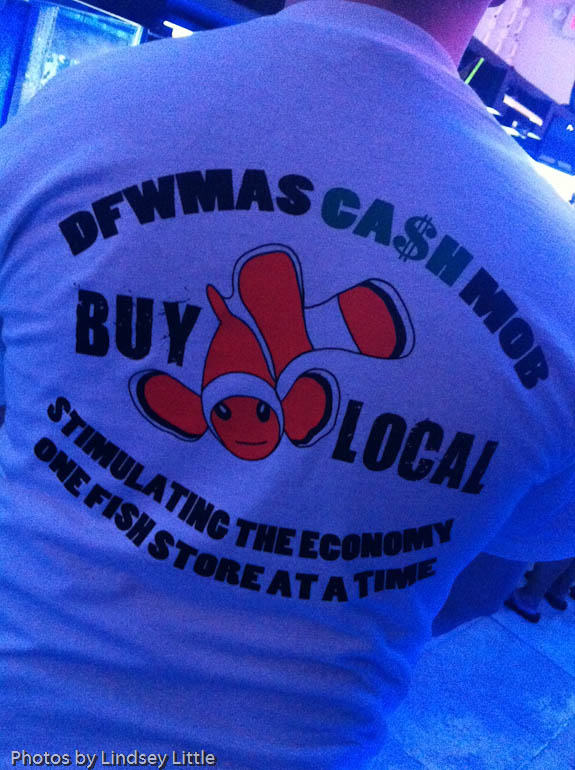 DFWMAS CA$H MOB
BUY
LOCAL
STIMULATING THE ECONOMY
ONE FISH STORE AT A TIME
Photos by Lindsey Little